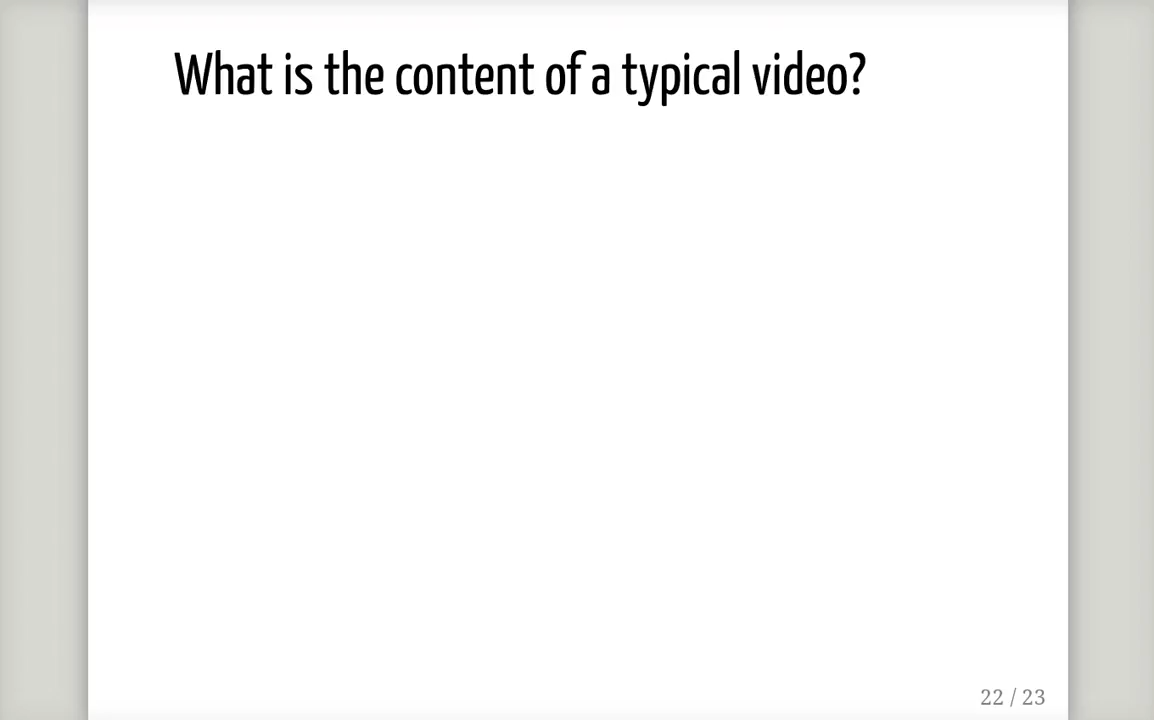 What is the content of a typical video?
22 / 23